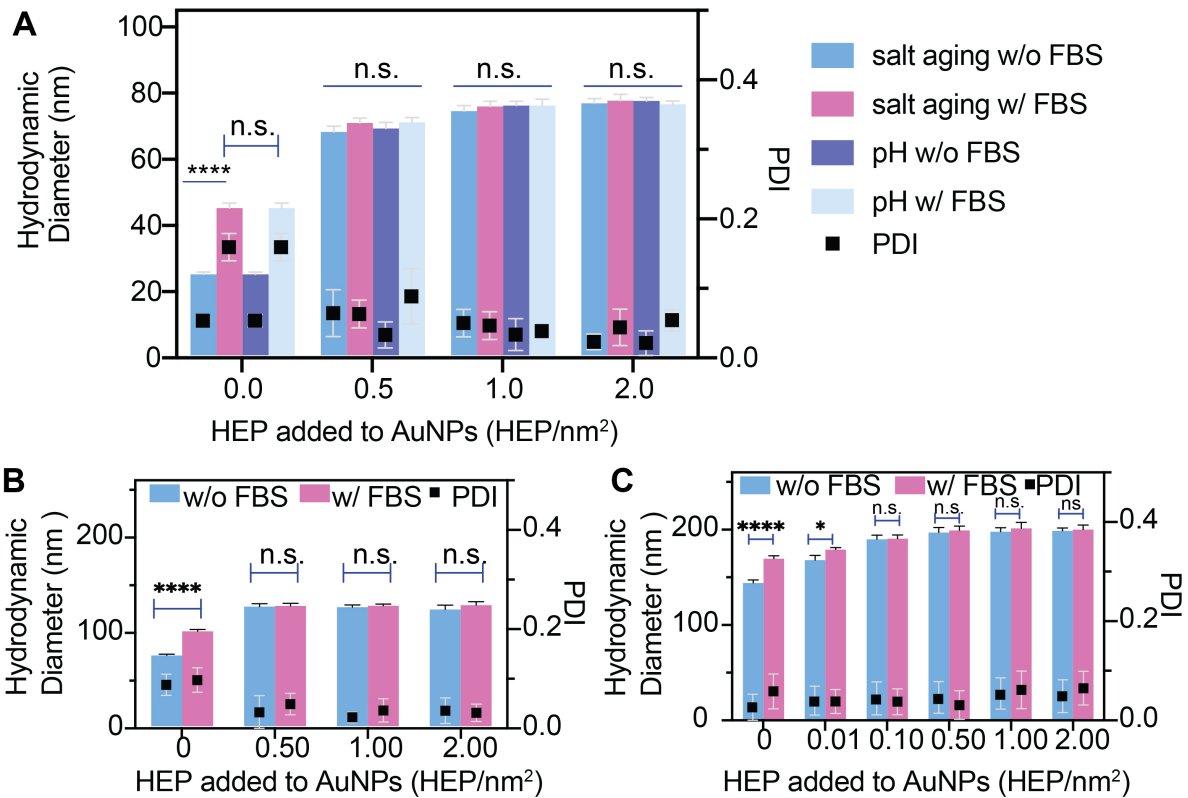 A
Hydrodynamic
Diameter (nm)
100
80
60
40
20
0
****
n.s.
n.s.
n.s.
n.s.
0.4
0.2
0.0
PDI
0.0 0.5 1.0 2.0
HEP added to AuNPs (HEP/nm²)
salt aging w/o FBS
salt aging w/ FBS
pH w/o FBS
pH w/ FBS
PDI
B
w/o FBS w/ FBS PDI
Hydrodynamic
Diameter (nm )
200
100
0
****
n.s.
n.s.
n.s.
0.4
0.2
0.0
PDI
0 0.50 1.00 2.00
HEP added to AuNPs (HEP/nm²)
C
w/o FBS w/ FBS PDI
Hydrodynamic
Diameter (nm )
200
100
0
****
*
n.s.
n.s.
n.s.
ns
0.4
0.2
0.0
PDI
0 0.01 0.10 0.50 1.00 2.00
HEP added to AuNPs (HEP/nm²)